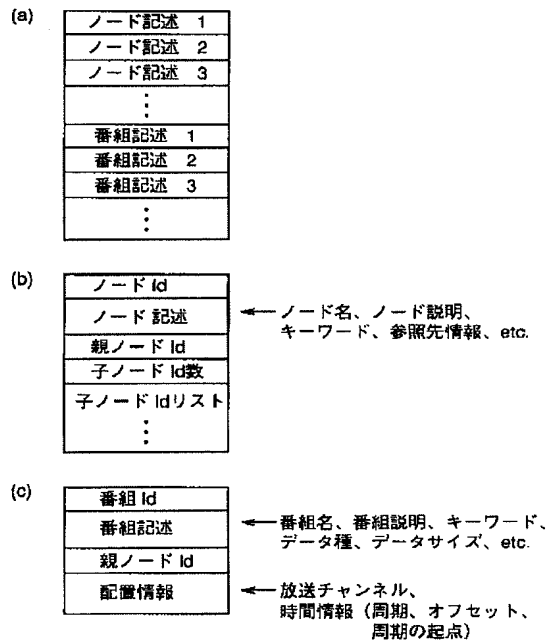 (a)
ノード記述 1
ノード記述 2
ノード記述 3
⋮
番組記述 1
番組記述 2
番組記述 3
⋮
(b)
ノード Id
ノード 記述
ノード名、ノード説明、
キーワード、参照先情報、etc.
親ノード Id
子ノード Id数
子ノード Idリスト
⋮
(c)
番組 Id
番組記述
番組名、番組説明、キーワード、
データ種、データサイズ、etc.
親ノード Id
配置情報
放送チャンネル、
時間情報（周期、オフセット、
周期の起点）